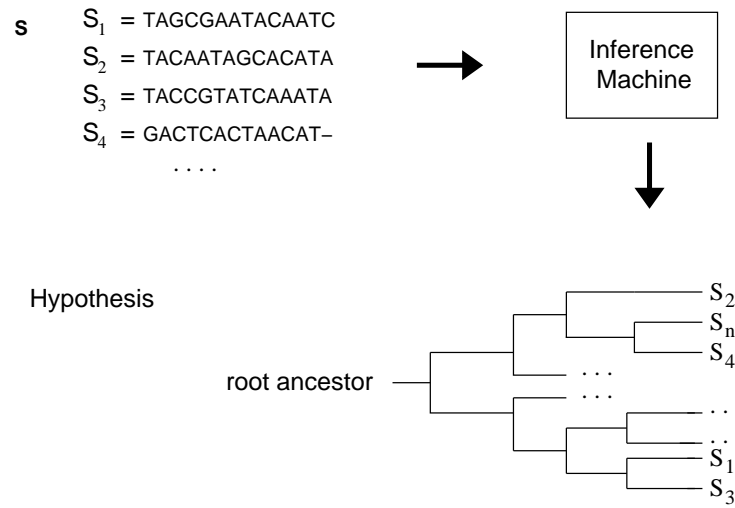 S S₁ = TAGCGAATACAATC
S₂ = TACAATAGCACATA
S₃ = TACCGTATCAAATA
S₄ = GACTCACTAACAT–
. . . .
Inference
Machine
Hypothesis
root ancestor
S₂
Sₙ
S₄
. . .
. . .
. .
. .
S₁
S₃